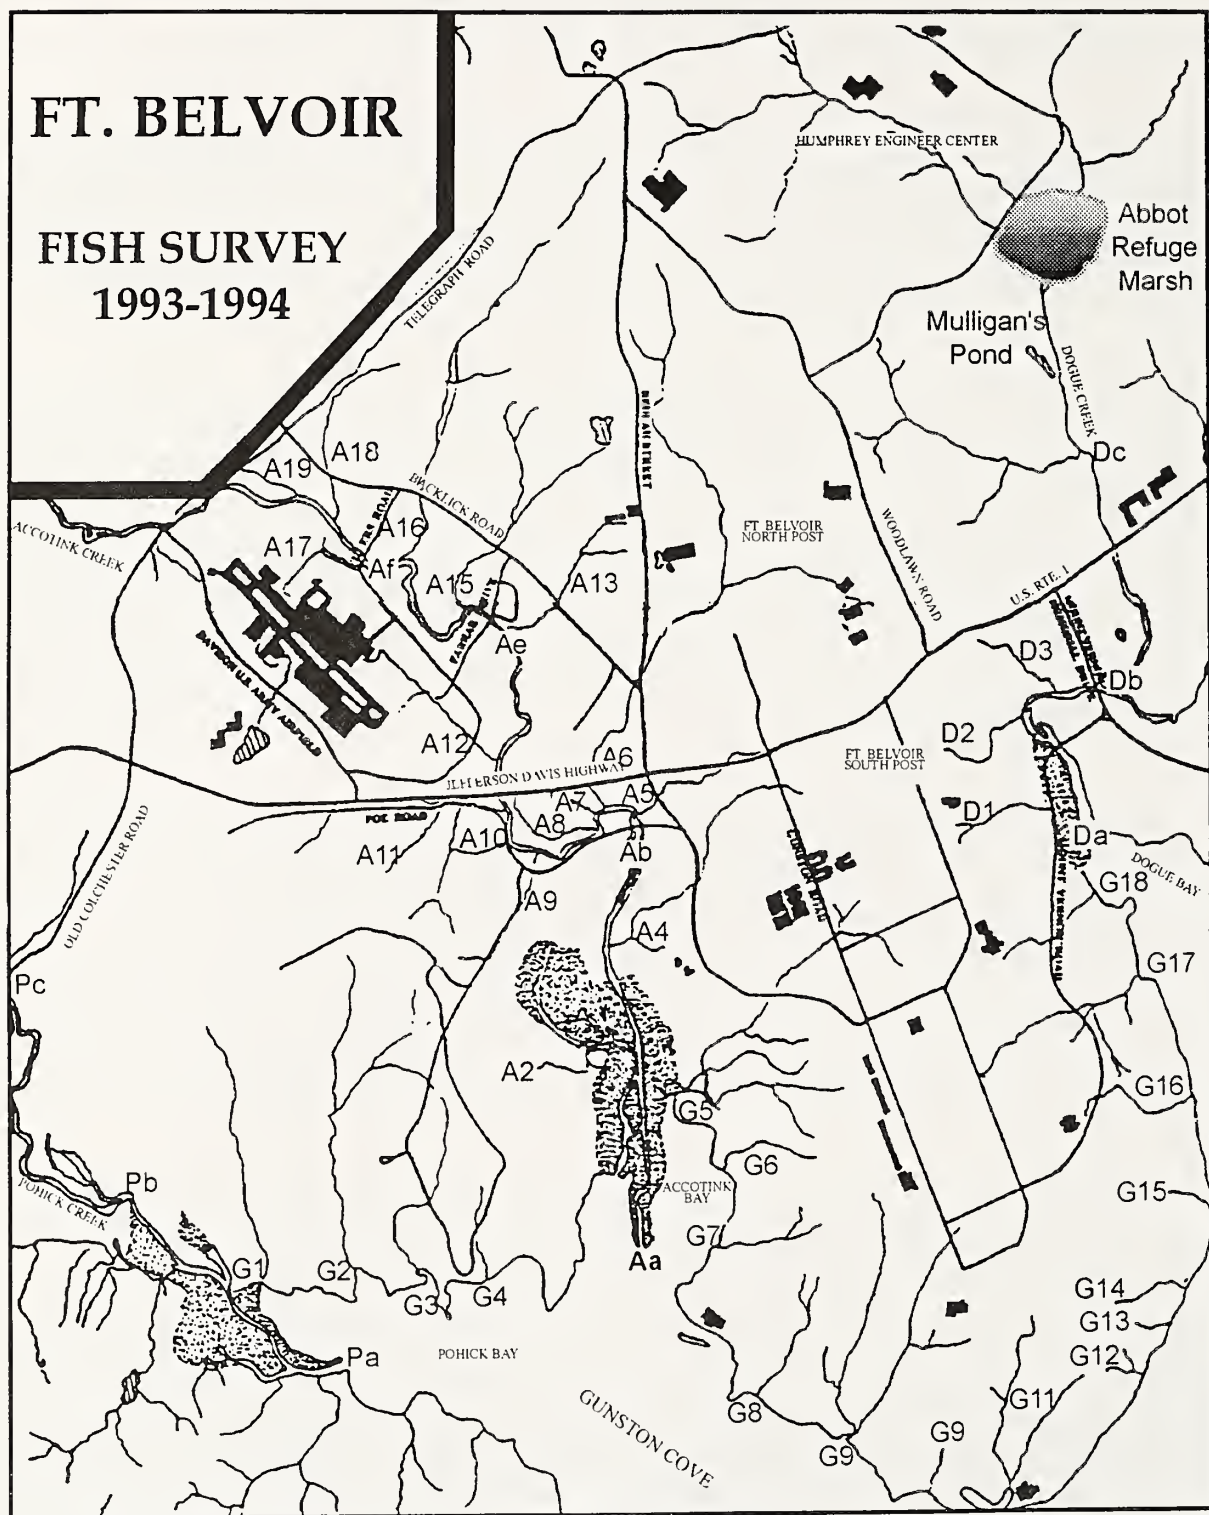 FT. BELVOIR
FISH SURVEY
1993-1994
HUMPHREY ENGINEER CENTER
Abbot
Refuge
Marsh
TELEGRAPH ROAD
Mulligan's
Pond
DOGUE CREEK
Dc
A19
A18
BACKLICK ROAD
A16
ACCOTINK CREEK
A17
Af
A15
A13
FT. BELVOIR
NORTH POST
WOODLAWN ROAD
U.S. RTE. 1
Ae
DAVISON U.S. ARMY AIRFIELD
D3
Db
A12
A6
D2
JEFFERSON DAVIS HIGHWAY
FT. BELVOIR
SOUTH POST
POE ROAD
A7
A5
A8
A10
A11
Ab
D1
Da
DOGUE BAY
OLD COLCHESTER ROAD
A9
G18
A4
G17
Pc
A2
G5
G16
G6
Pb
POHICK CREEK
ACCOTINK
BAY
G15
G7
Aa
G1
G2
G3
G4
G14
G13
G12
Pa
POHICK BAY
GUNSTON COVE
G8
G11
G9
G9